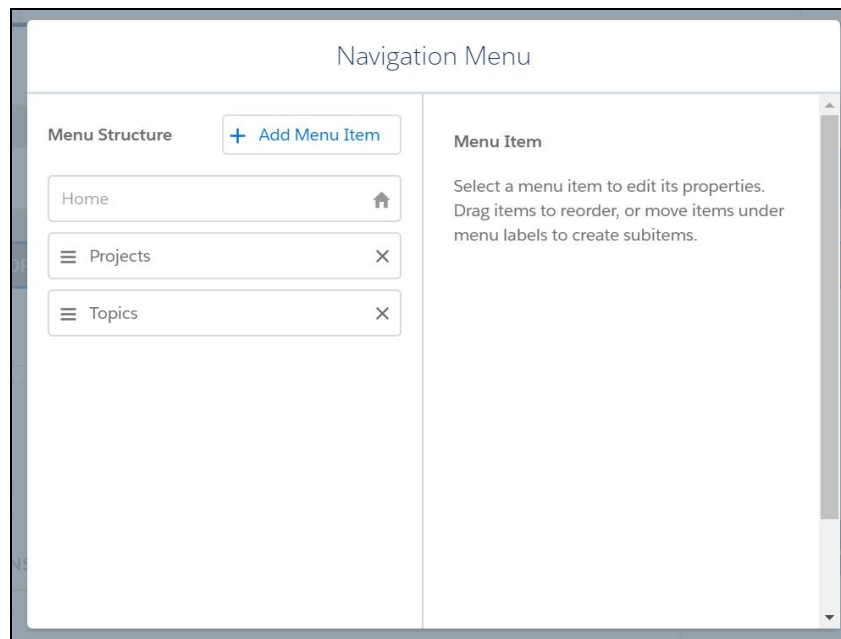 Navigation Menu
Menu Structure
+ Add Menu Item
Home
Projects
Topics
Menu Item
Select a menu item to edit its properties.
Drag items to reorder, or move items under
menu labels to create subitems.